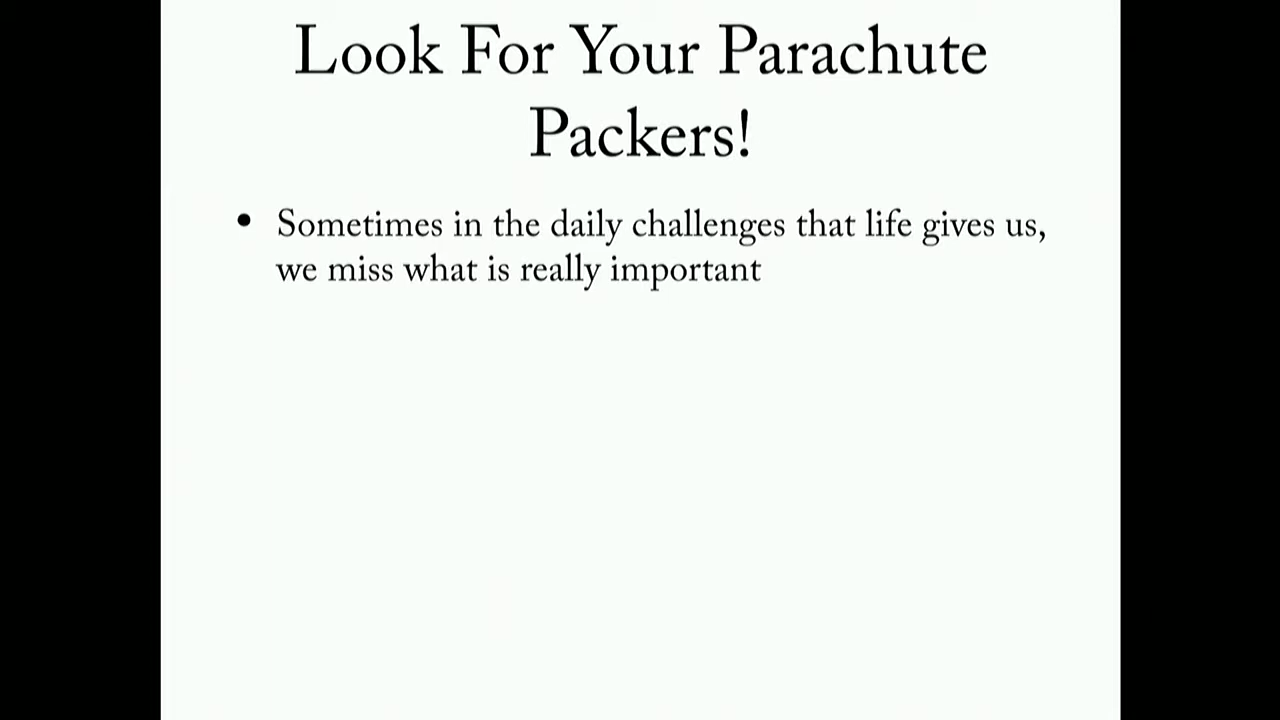 Look For Your Parachute
Packers!
• Sometimes in the daily challenges that life gives us,
we miss what is really important